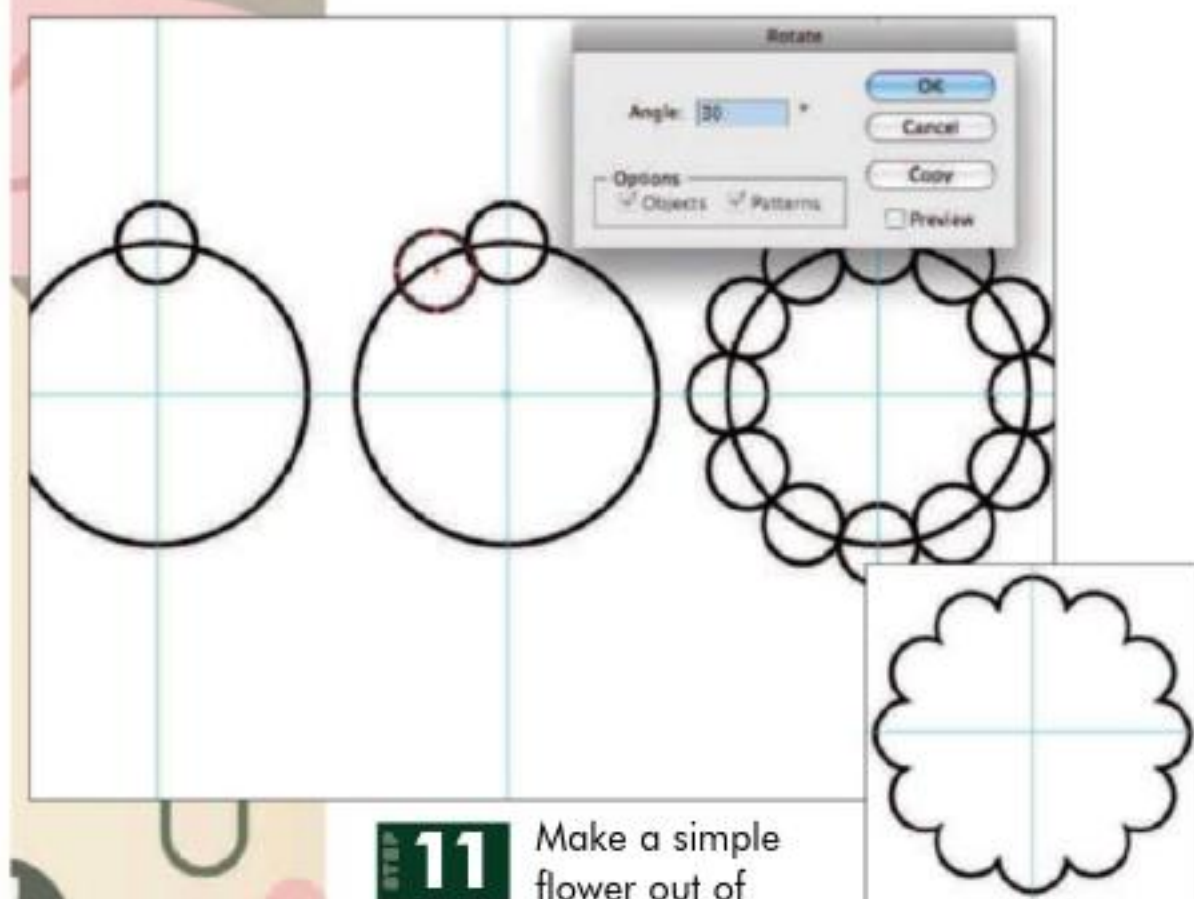 Rotate
Angle: 30 °
OK
Cancel
Copy
Options
Objects
Patterns
Preview
STEP
11
Make a simple
flower out of